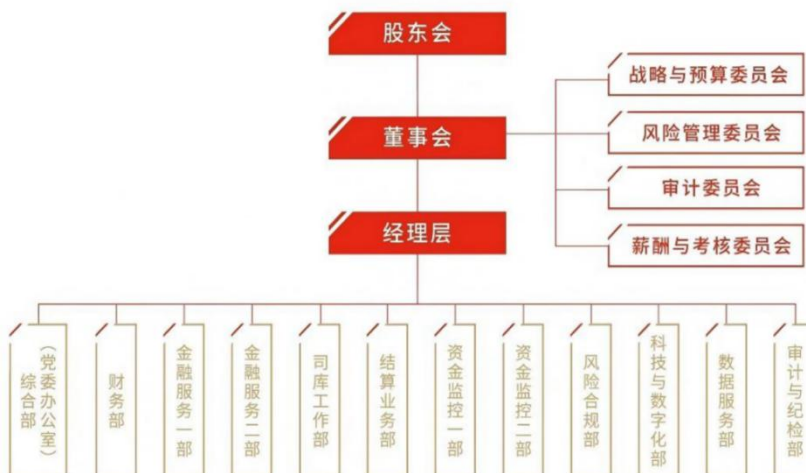 股东会
董事会
经理层
战略与预算委员会
风险管理委员会
审计委员会
薪酬与考核委员会
综合部
（党委办公室）
财务部
金融服务一部
金融服务二部
司库工作部
结算业务部
资金监控一部
资金监控二部
风险合规部
科技与数字化部
数据服务部
审计与纪检部